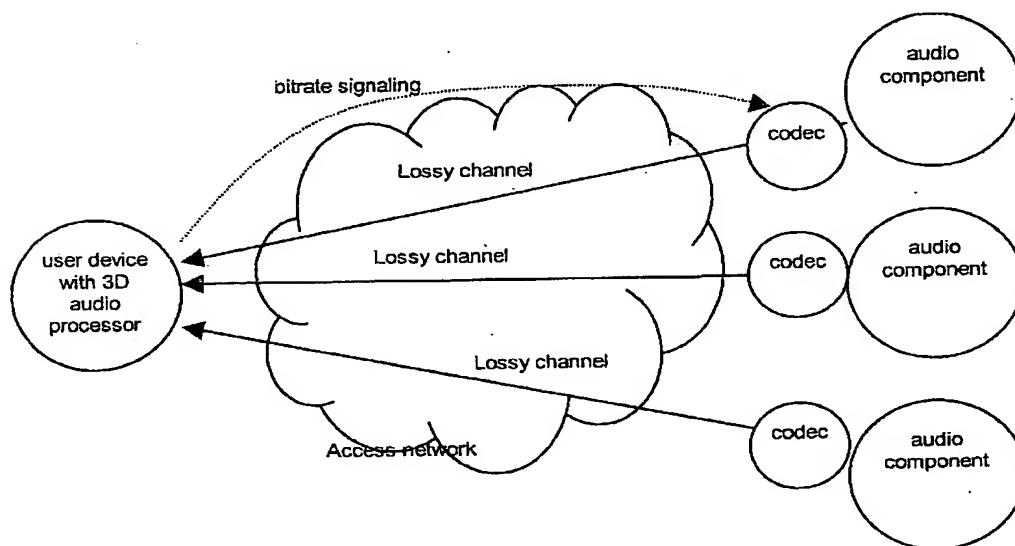 audio
component
bitrate signaling
codec
Lossy channel
user device
with 3D
audio
processor
Lossy channel
codec
audio
component
Lossy channel
codec
audio
component
Access network